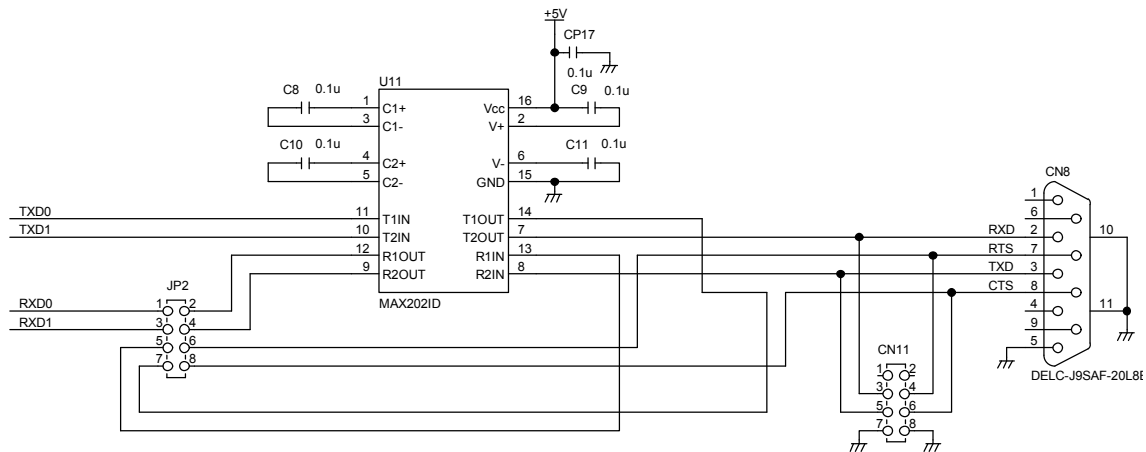 +5V
CP17
0.1u
U11
C8 0.1u
C9 0.1u
1 C1+ Vcc 16
3 C1- V+ 2
C10 0.1u
C11 0.1u
4 C2+ V- 6
5 C2- GND 15
TXD0 11 T1IN T1OUT 14
TXD1 10 T2IN T2OUT 7
12 R1OUT R1IN 13
9 R2OUT R2IN 8
MAX202ID
JP2
RXD0 1 2
RXD1 3 4
5 6
7 8
CN8
1
6
RXD 2
RTS 7
TXD 3
CTS 8
4
9
5
10
11
DELC-J9SAF-20L8E
CN11
1 2
3 4
5 6
7 8